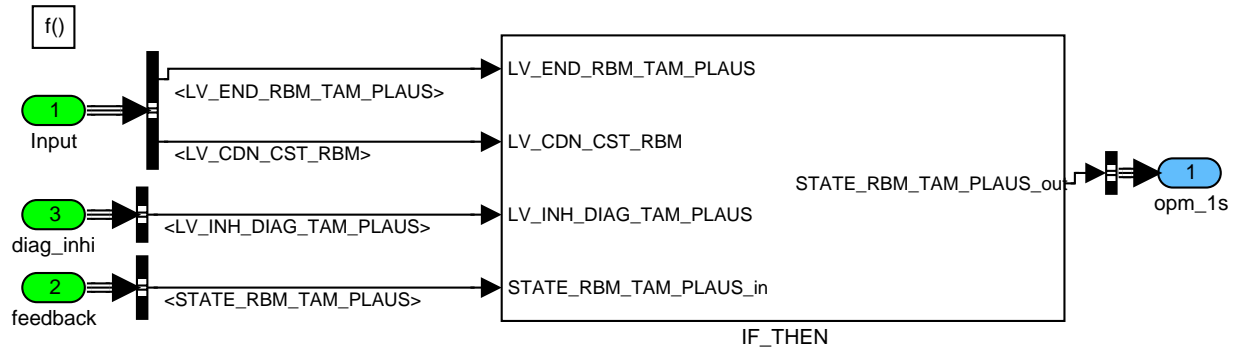 f()
LV_END_RBM_TAM_PLAUS
<LV_END_RBM_TAM_PLAUS>
1
Input
LV_CDN_CST_RBM
<LV_CDN_CST_RBM>
STATE_RBM_TAM_PLAUS_out
1
opm_1s
3
diag_inhi
LV_INH_DIAG_TAM_PLAUS
<LV_INH_DIAG_TAM_PLAUS>
2
feedback
STATE_RBM_TAM_PLAUS_in
<STATE_RBM_TAM_PLAUS>
IF_THEN